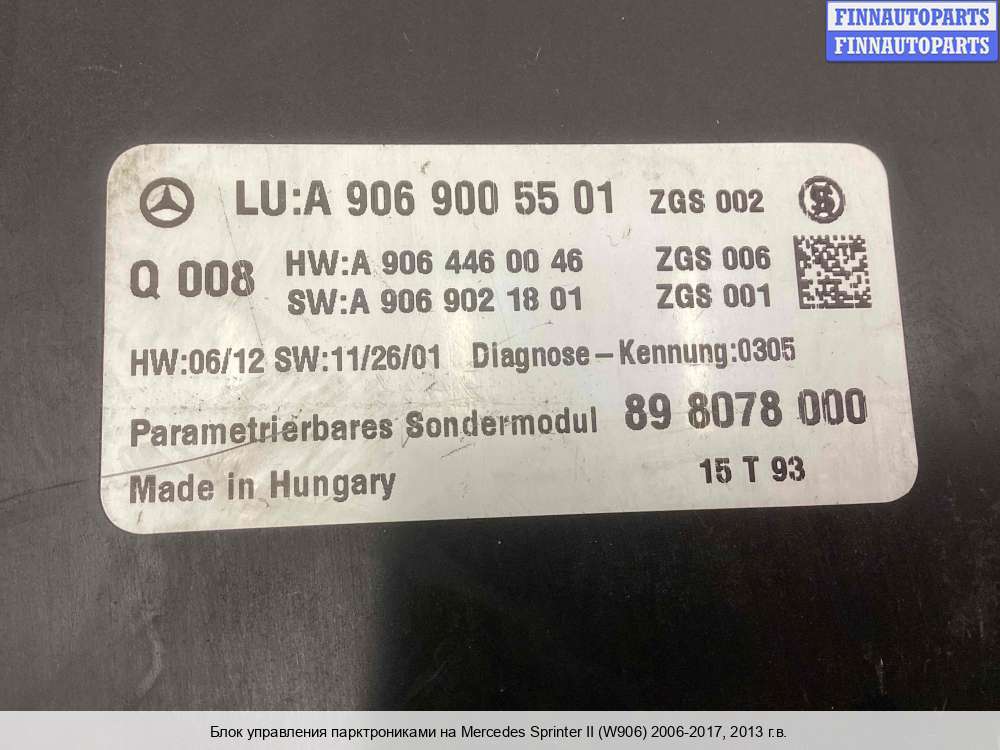 FINNAUTOPARTS
FINNAUTOPARTS
LU:A 906 900 55 01 ZGS 002
Q 008 HW:A 906 446 00 46 ZGS 006
SW:A 906 902 18 01 ZGS 001
HW:06/12 SW:11/26/01 Diagnose-Kennung:0305
Parametrierbares Sondermodul 89 8078 000
Made in Hungary 15 T 93
Блок управления парктрониками на Mercedes Sprinter II (W906) 2006-2017, 2013 г.в.